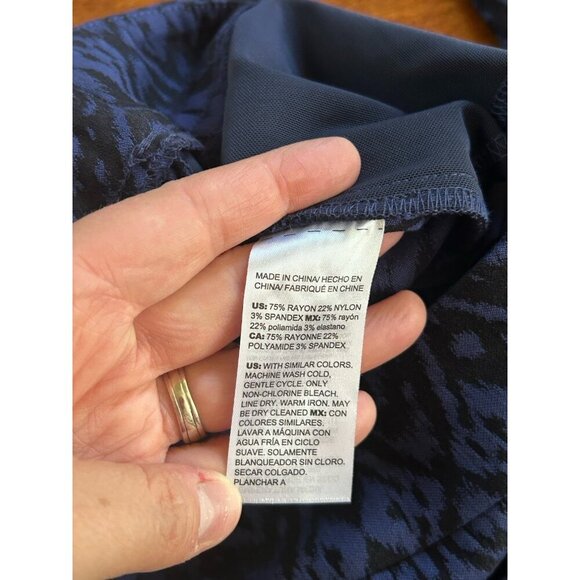 MADE IN CHINA/ HECHO EN
CHINA/ FABRIQUÉ EN CHINE
US: 75% RAYON 22% NYLON
3% SPANDEX MX: 75% rayón
22% poliamida 3% elastano
CA: 75% RAYONNE 22%
POLYAMIDE 3% SPANDEX
US: WITH SIMILAR COLORS,
MACHINE WASH COLD,
GENTLE CYCLE. ONLY
NON-CHLORINE BLEACH.
LINE DRY. WARM IRON. MAY
BE DRY CLEANED MX: CON
COLORES SIMILARES.
LAVAR A MÁQUINA CON
AGUA FRÍA EN CICLO
SUAVE. SOLAMENTE
BLANQUEADOR SIN CLORO.
SECAR COLGADO.
PLANCHAR A